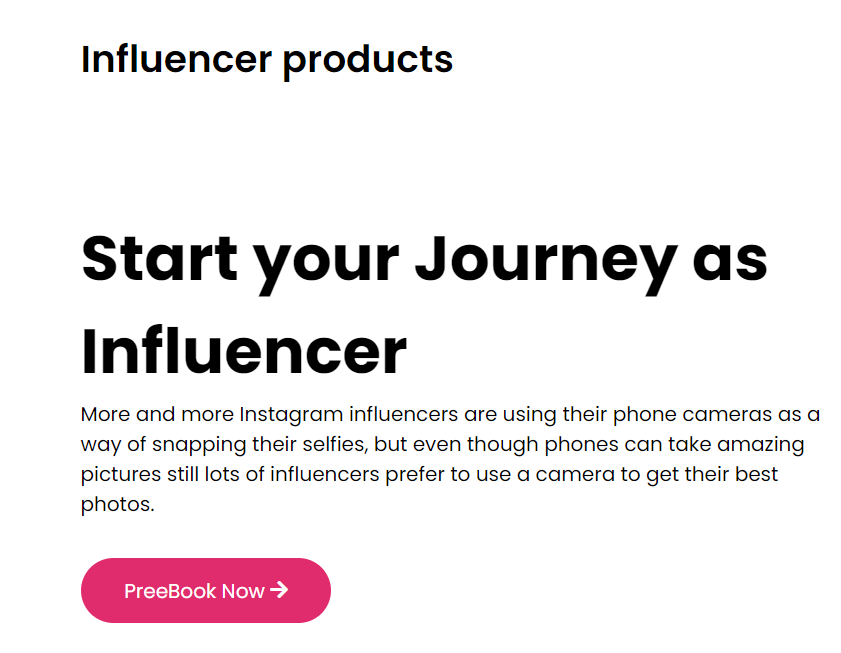 Influencer products
Start your Journey as
Influencer
More and more Instagram influencers are using their phone cameras as a
way of snapping their selfies, but even though phones can take amazing
pictures still lots of influencers prefer to use a camera to get their best
photos.
PreeBook Now